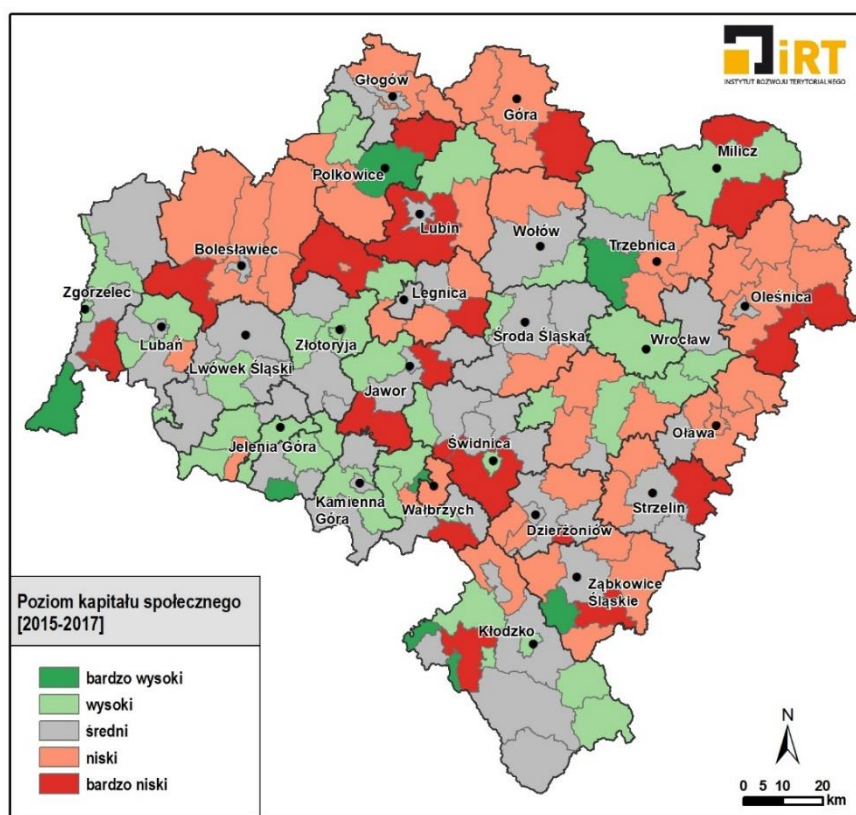 iRT
INSTYTUT ROZWOJU TERYTORIALNEGO
Głogów
Góra
Milicz
Polkowice
Lubin
Wołów
Trzebnica
Bolesławiec
Zgorzelec
Legnica
Oleśnica
Lubań
Złotoryja
Środa Śląska
Wrocław
Lwówek Śląski
Jawor
Oława
Jelenia Góra
Świdnica
Kamienna
Góra
Wałbrzych
Strzelin
Dzierżoniów
Ząbkowice
Śląskie
Kłodzko
Poziom kapitału społecznego
[2015-2017]
bardzo wysoki
wysoki
średni
niski
bardzo niski
N
0 5 10 20
km